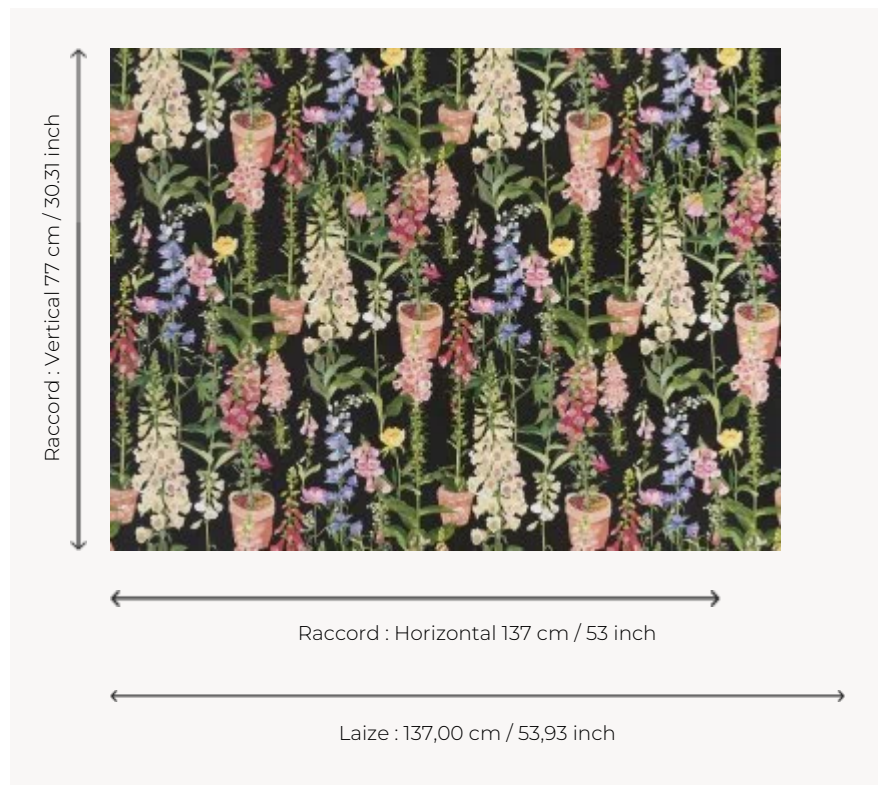 Raccord : Vertical 77 cm / 30.31 inch
Raccord : Horizontal 137 cm / 53 inch
Laize : 137,00 cm / 53,93 inch